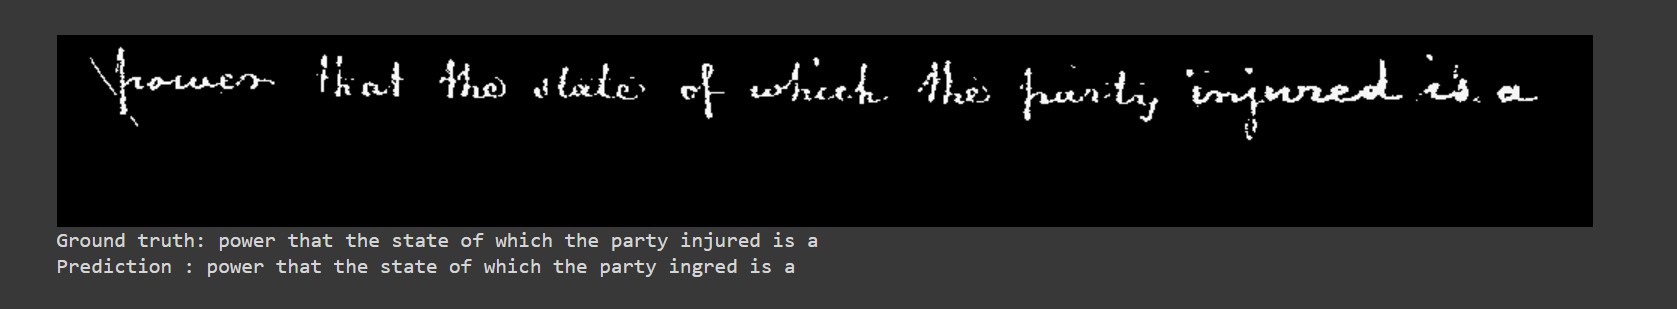 power that the state of which the party injured is a
Ground truth: power that the state of which the party injured is a
Prediction : power that the state of which the party ingred is a